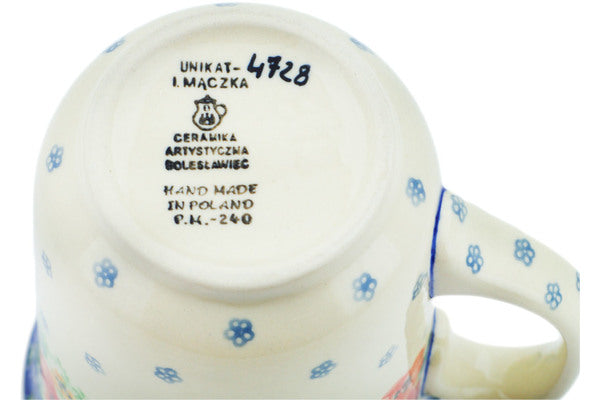 UNIKAT- 4728
I. MĄCZKA
CERAMIKA
ARTYSTYCZNA
BOLESŁAWIEC
HAND MADE
IN POLAND
P.M.-240